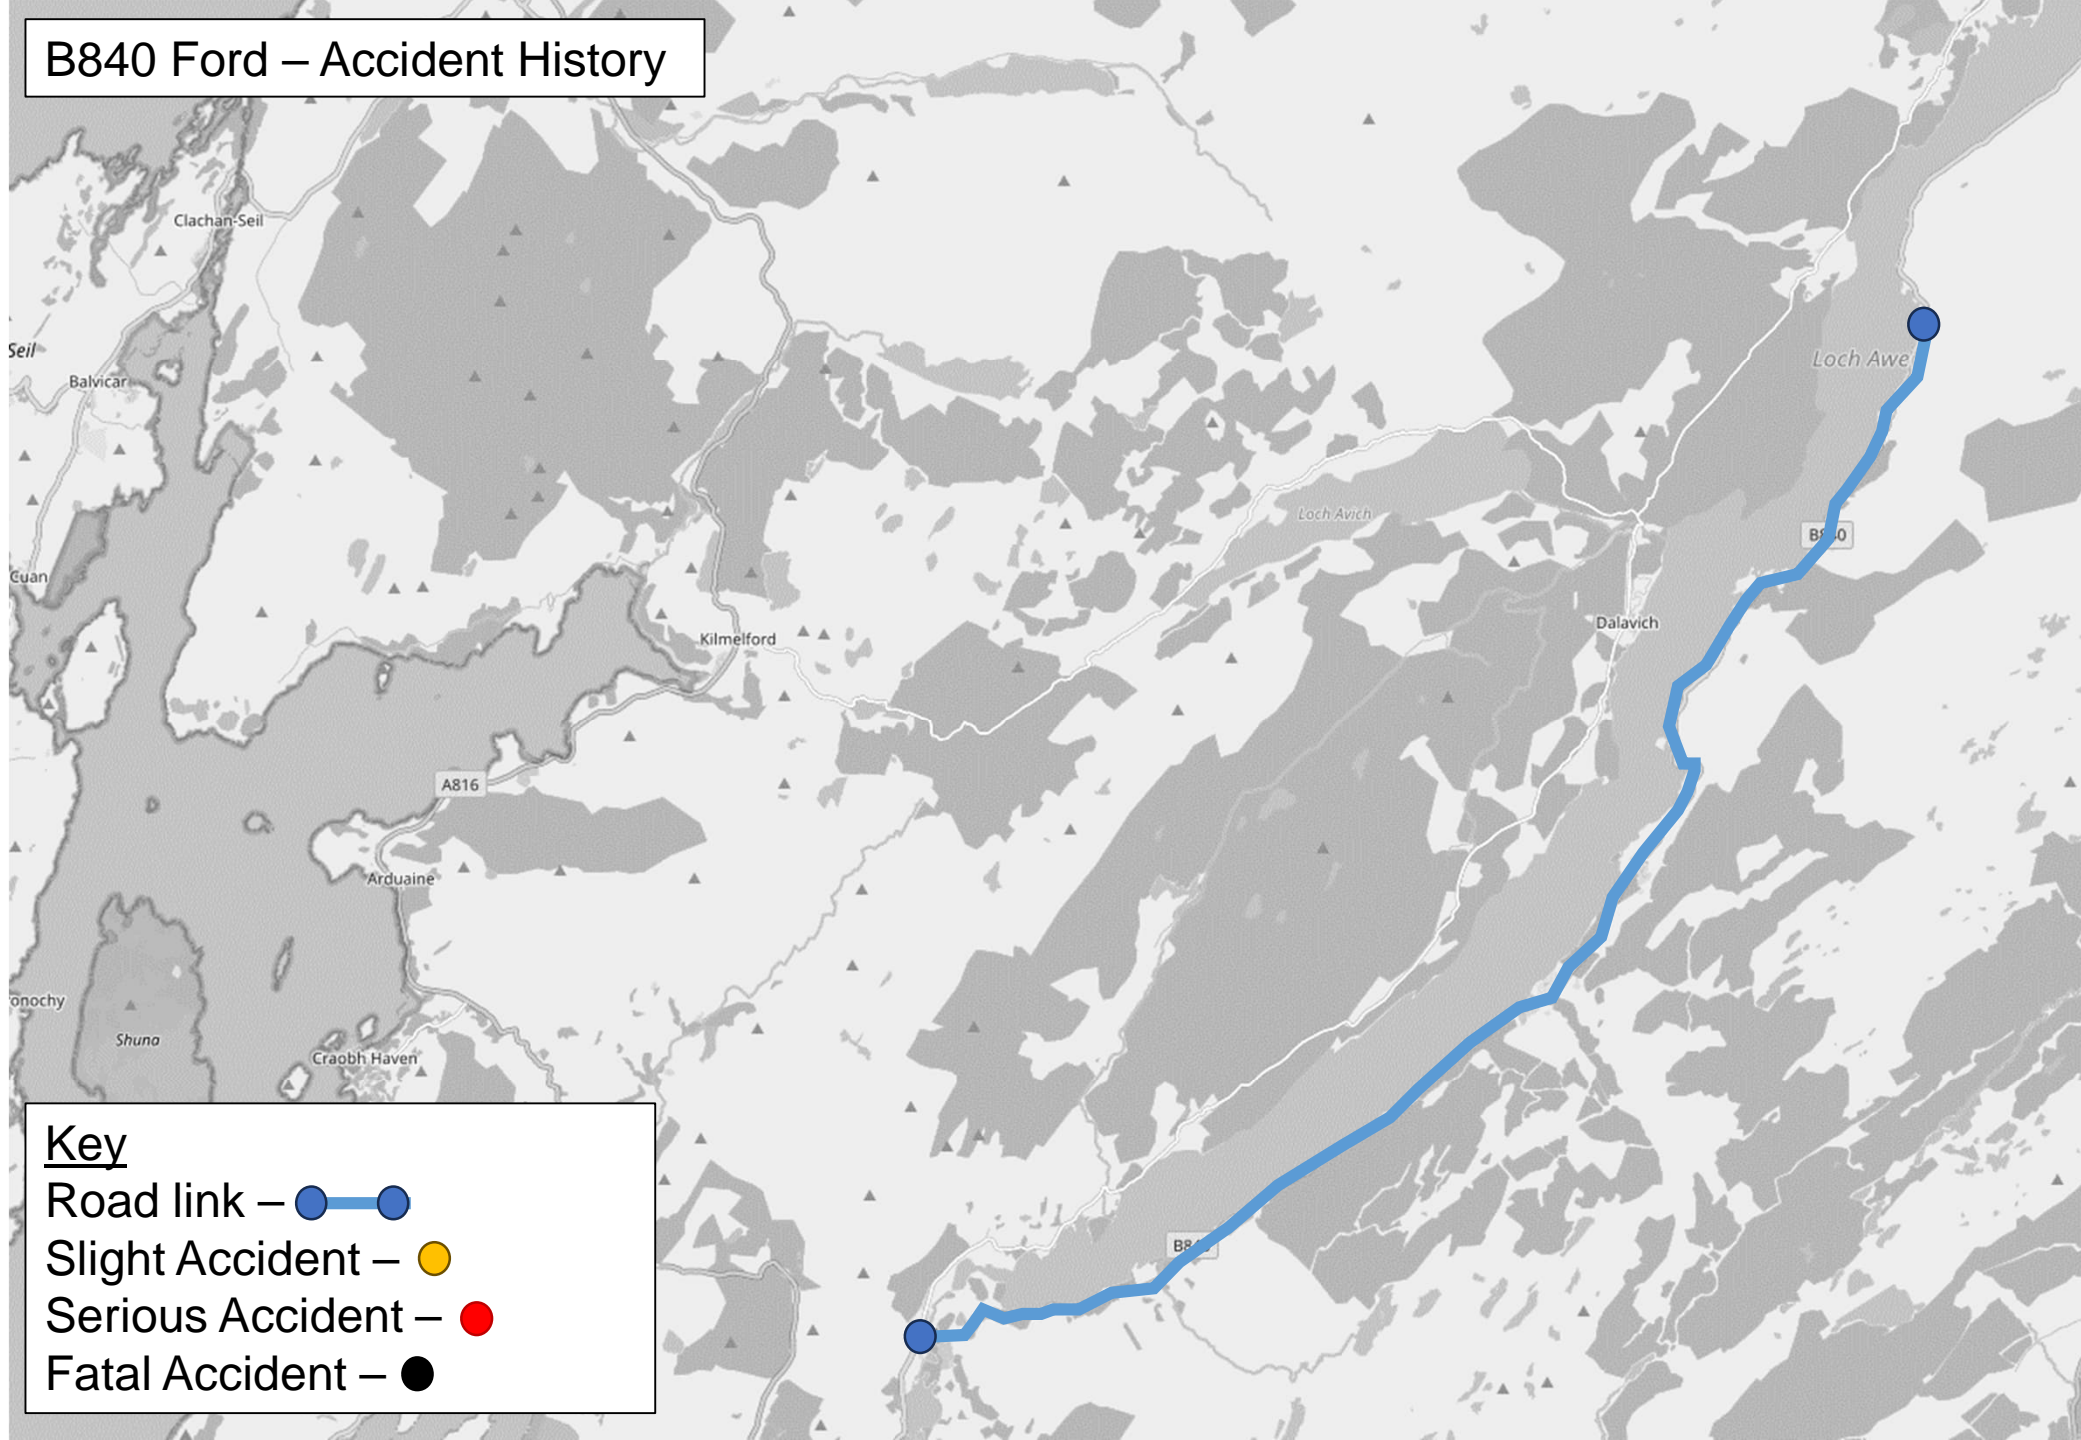 B840 Ford – Accident History
Clachan-Seil
Seil
Loch Awe
Balvicar
Loch Avich
Cuan
Dalavich
Kilmelford
A816
Arduaine
onochy
Shuna
Craobh Haven
Key
Road link –
Slight Accident –
Serious Accident –
Fatal Accident –